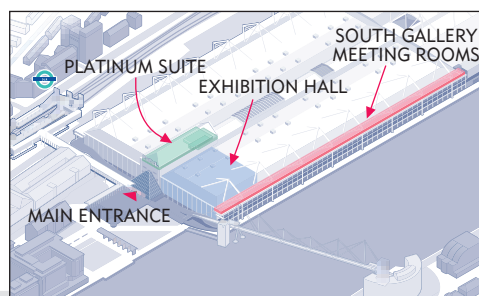 SOUTH GALLERY
MEETING ROOMS
PLATINUM SUITE
EXHIBITION HALL
MAIN ENTRANCE